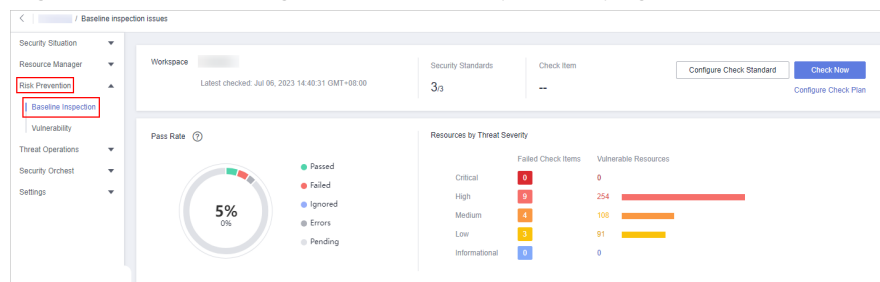 / Baseline inspection issues
Security Situation
Resource Manager
Risk Prevention
Baseline Inspection
Vulnerability
Threat Operations
Security Orchest
Settings
Workspace
Latest checked: Jul 06, 2023 14:40:31 GMT+08:00
Security Standards
3/3
Check Item
--
Configure Check Standard
Check Now
Configure Check Plan
Pass Rate ?
5%
0%
Passed
Failed
Ignored
Errors
Pending
Resources by Threat Severity
Failed Check Items Vulnerable Resources
Critical 0 0
High 9 254
Medium 4 108
Low 3 91
Informational 0 0